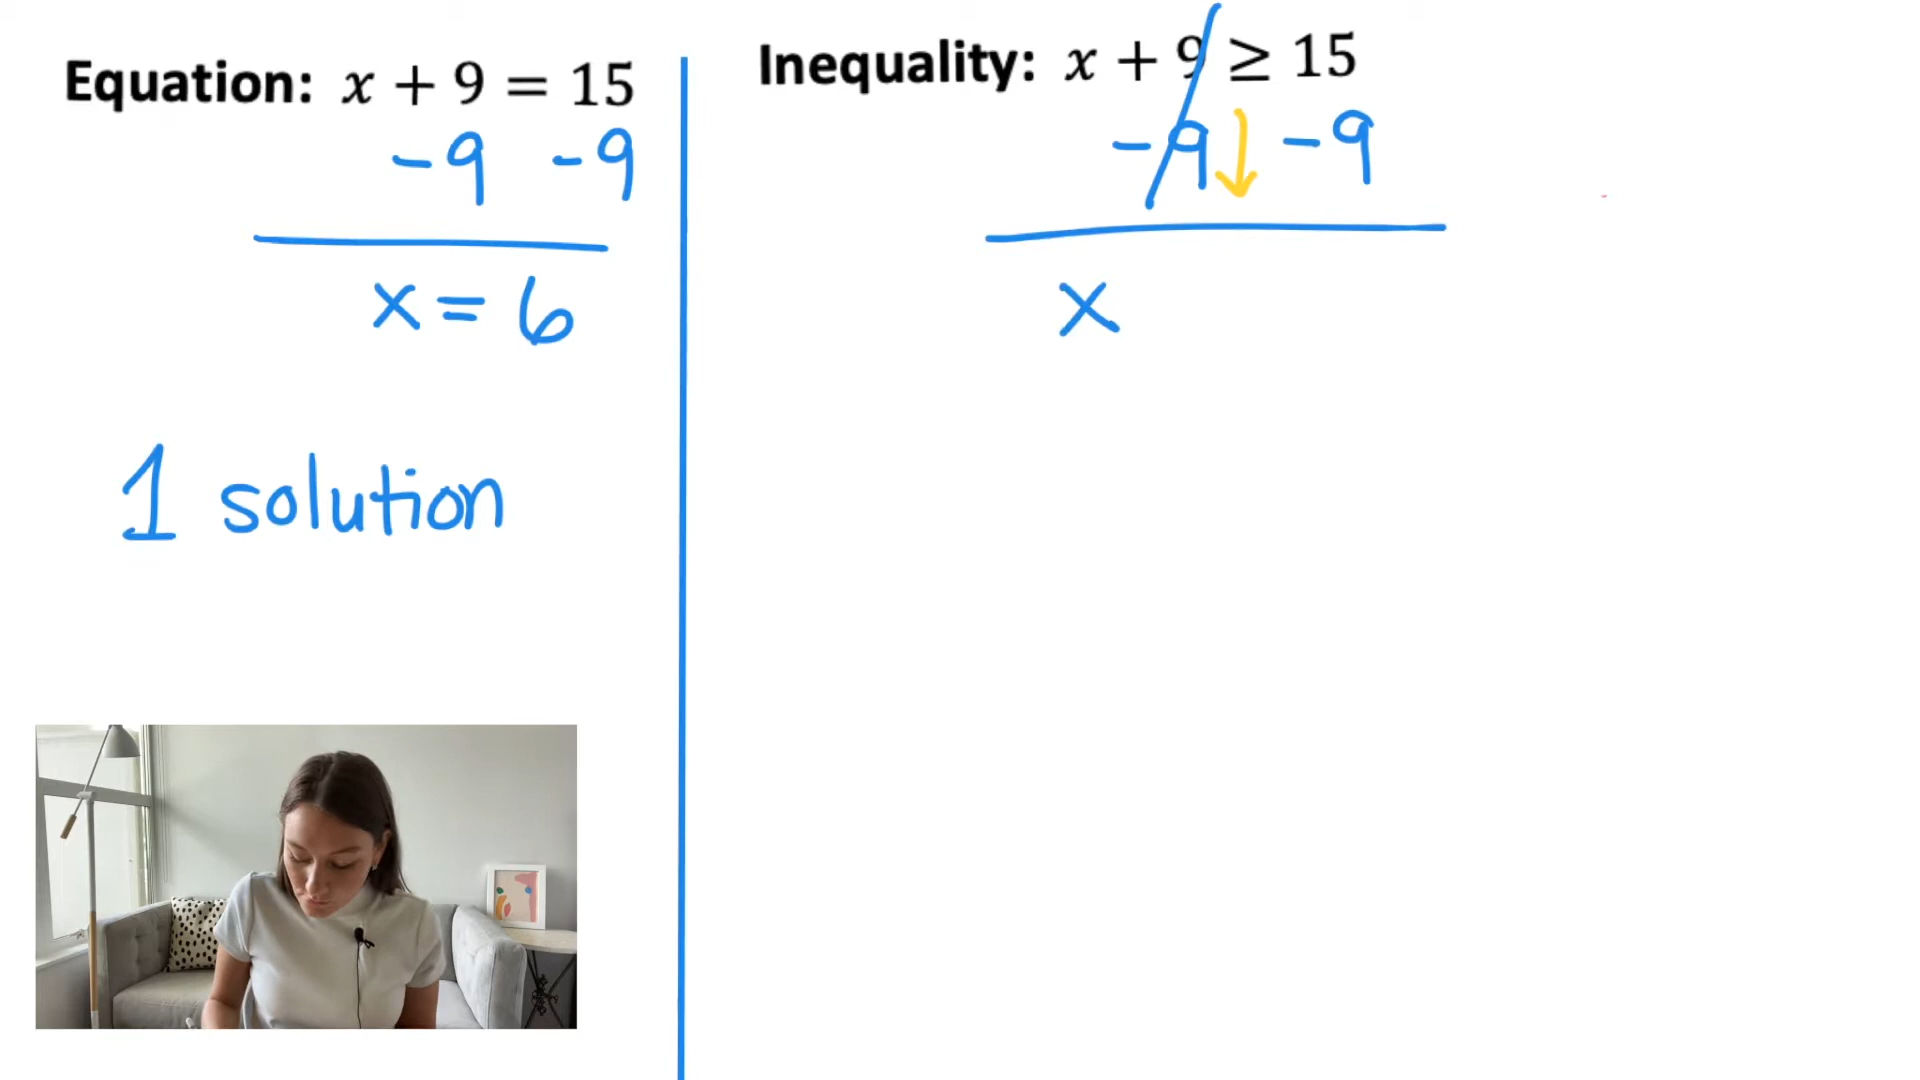 Equation: x + 9 = 15
-9 -9
x = 6
1 solution
Inequality: x + 9 ≥ 15
-9 ↓ -9
x